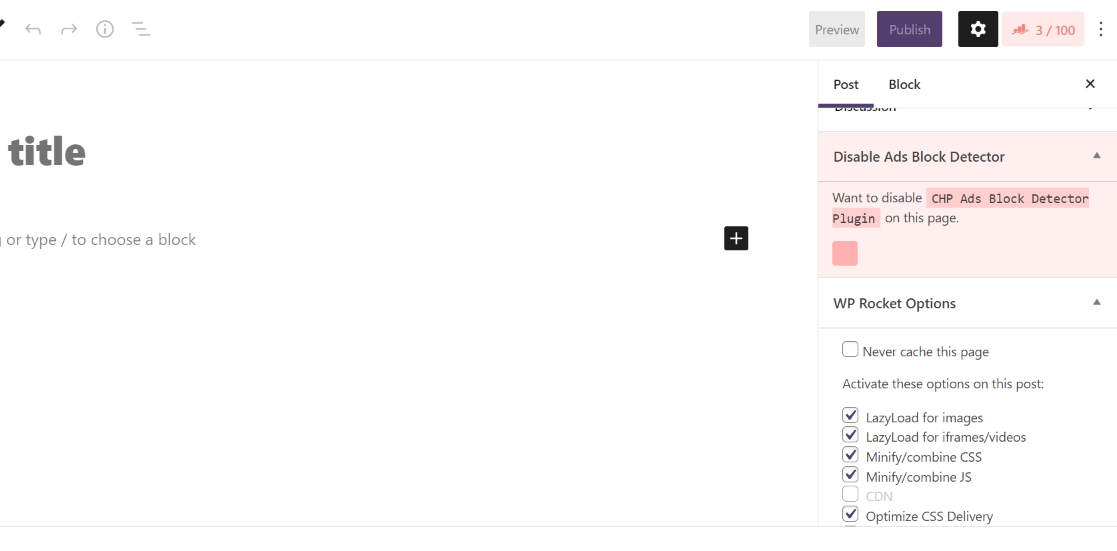 Preview
Publish
3 / 100
Post
Block
Discussion
title
or type / to choose a block
Disable Ads Block Detector
Want to disable CHP Ads Block Detector
Plugin on this page.
WP Rocket Options
Never cache this page
Activate these options on this post:
LazyLoad for images
LazyLoad for iframes/videos
Minify/combine CSS
Minify/combine JS
CDN
Optimize CSS Delivery